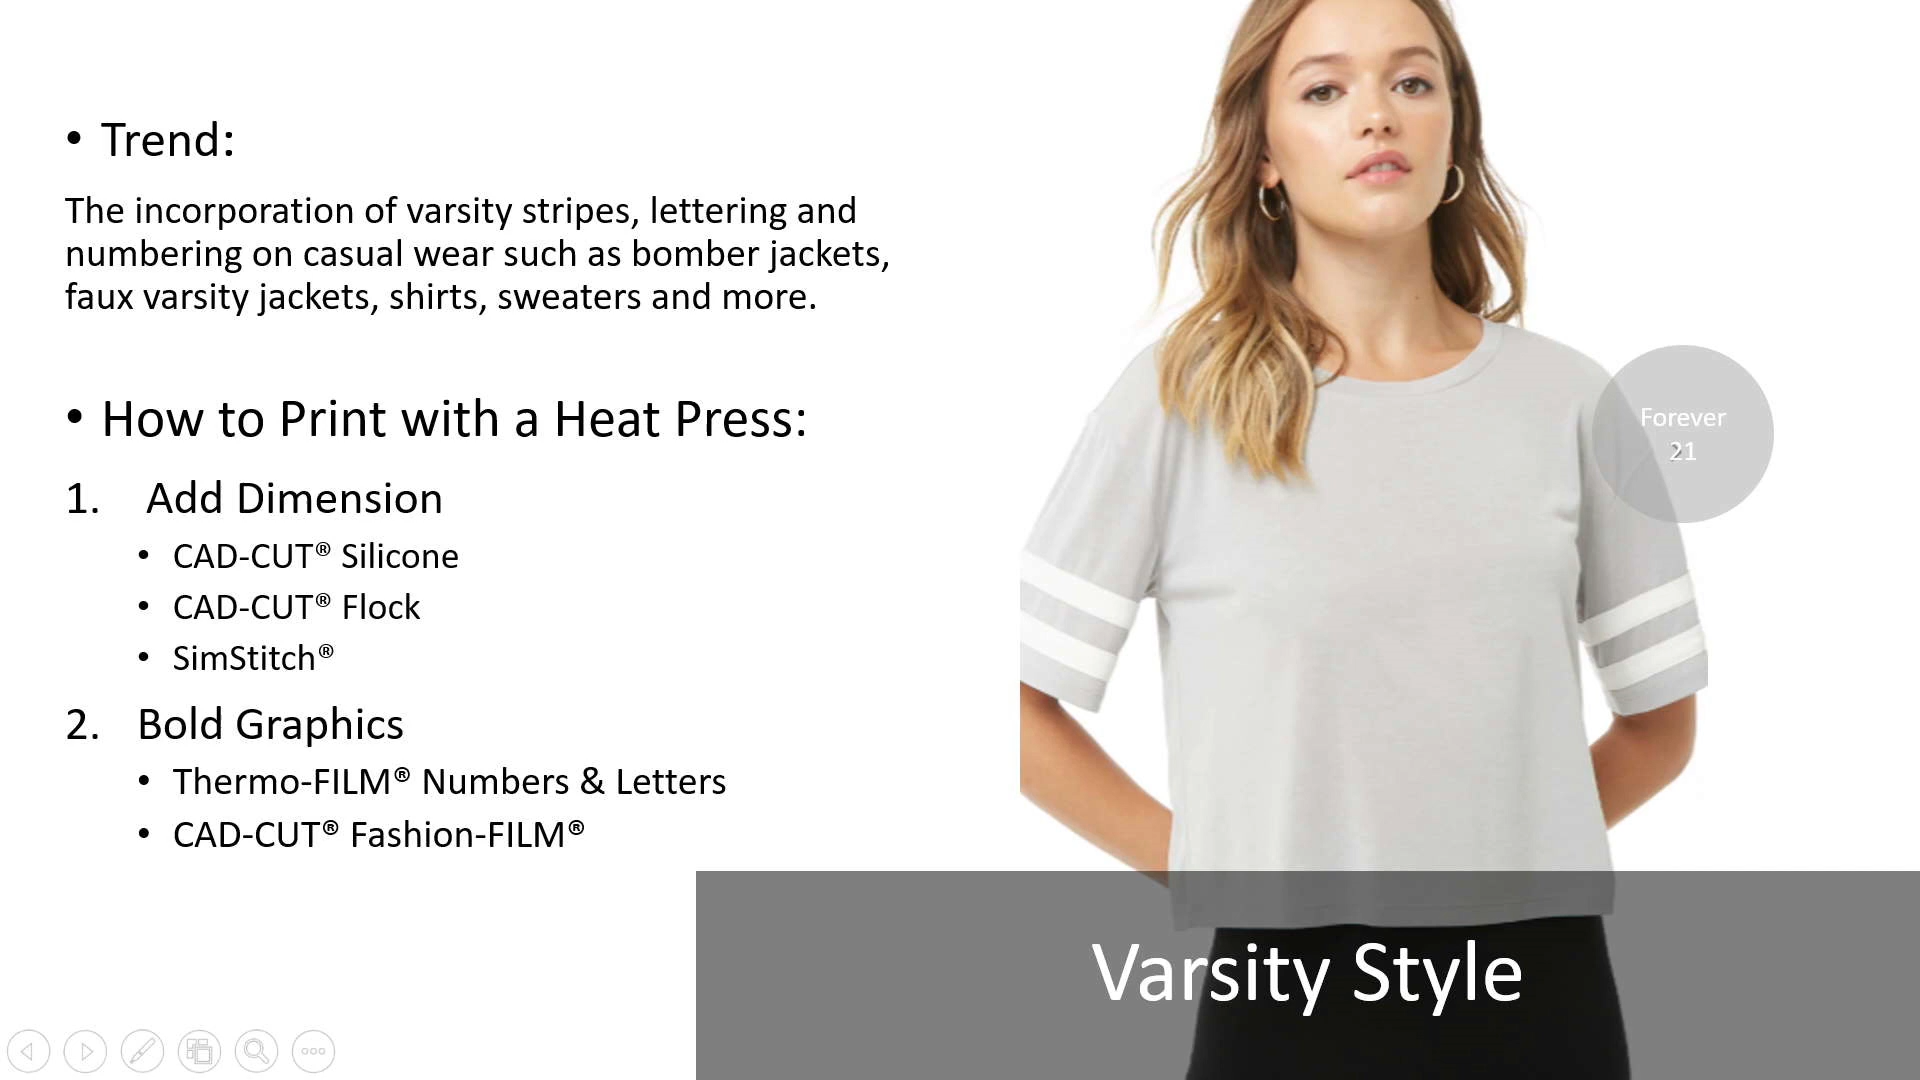 • Trend:
The incorporation of varsity stripes, lettering and
numbering on casual wear such as bomber jackets,
faux varsity jackets, shirts, sweaters and more.
• How to Print with a Heat Press:
1. Add Dimension
• CAD-CUT® Silicone
• CAD-CUT® Flock
• SimStitch®
2. Bold Graphics
• Thermo-FILM® Numbers & Letters
• CAD-CUT® Fashion-FILM®
Forever
21
Varsity Style